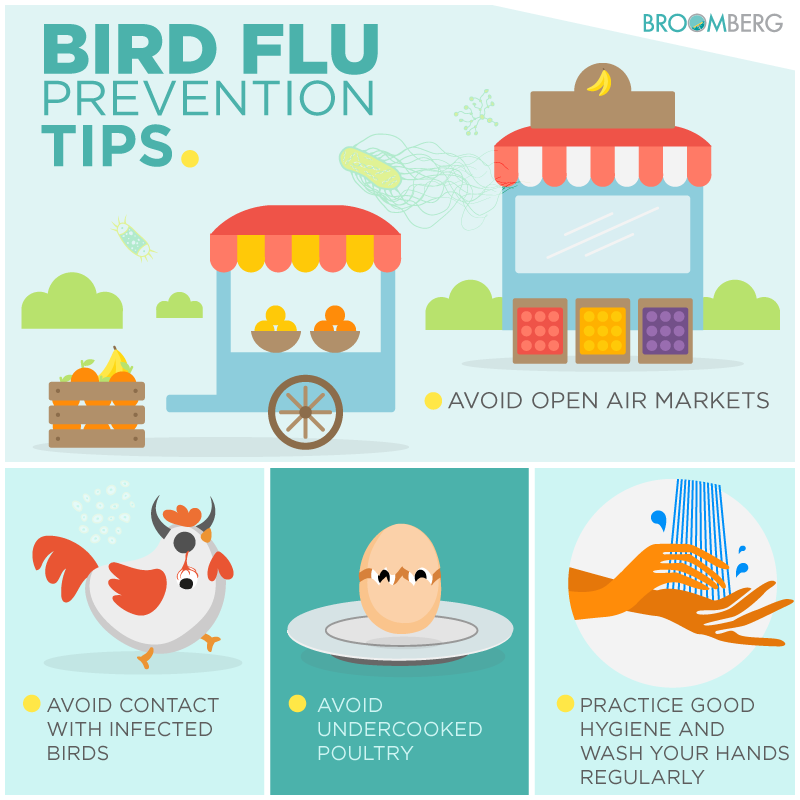 BROOMBERG
BIRD FLU
PREVENTION
TIPS.
AVOID OPEN AIR MARKETS
AVOID CONTACT
WITH INFECTED
BIRDS
AVOID
UNDERCOOKED
POULTRY
PRACTICE GOOD
HYGIENE AND
WASH YOUR HANDS
REGULARLY